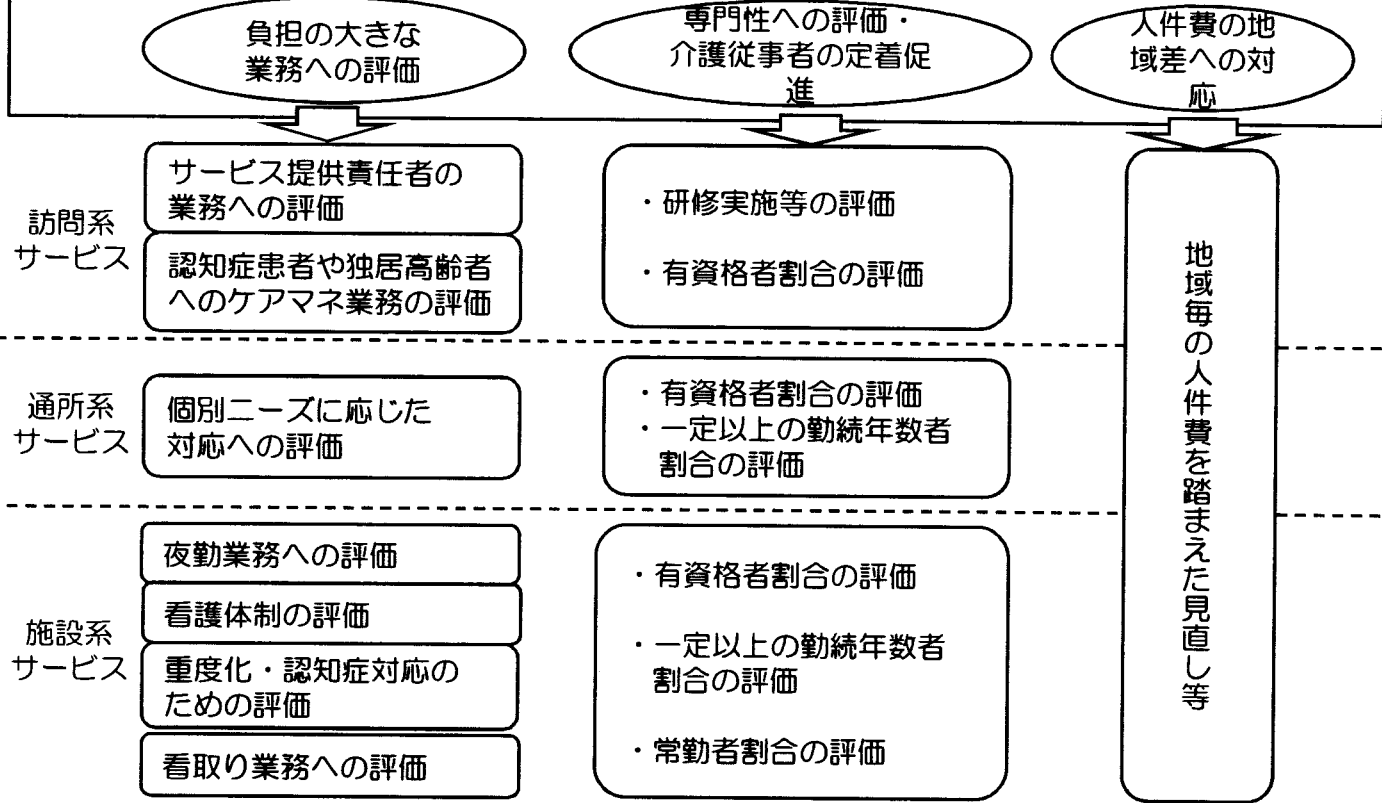 負担の大きな
業務への評価
専門性への評価・
介護従事者の定着促
進
人件費の地
域差への対
応
訪問系
サービス
サービス提供責任者の
業務への評価
認知症患者や独居高齢者
へのケアマネ業務の評価
・研修実施等の評価
・有資格者割合の評価
通所系
サービス
個別ニーズに応じた
対応への評価
・有資格者割合の評価
・一定以上の勤続年数者
割合の評価
施設系
サービス
夜勤業務への評価
看護体制の評価
重度化・認知症対応の
ための評価
看取り業務への評価
・有資格者割合の評価
・一定以上の勤続年数者
割合の評価
・常勤者割合の評価
地域毎の人件費を踏まえた見直し等